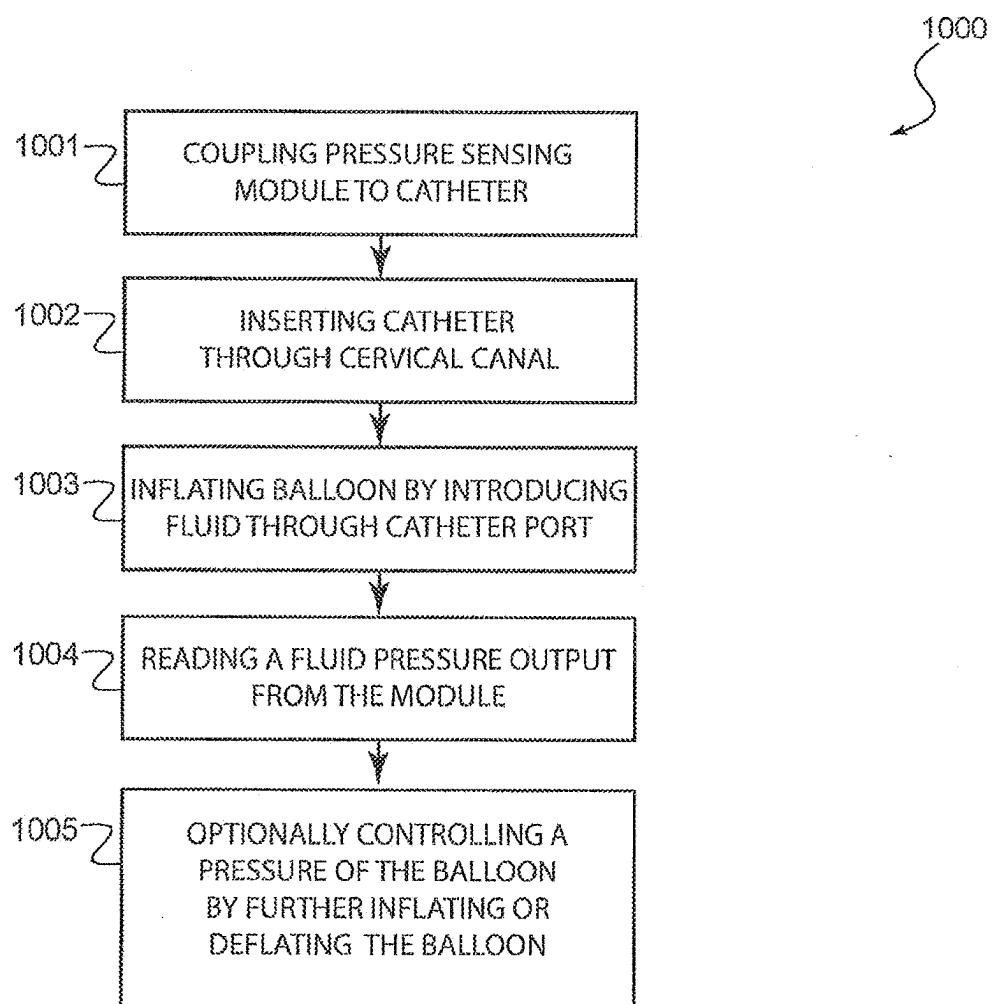 1000
1001
COUPLING PRESSURE SENSING
MODULE TO CATHETER
1002
INSERTING CATHETER
THROUGH CERVICAL CANAL
1003
INFLATING BALLOON BY INTRODUCING
FLUID THROUGH CATHETER PORT
1004
READING A FLUID PRESSURE OUTPUT
FROM THE MODULE
1005
OPTIONALLY CONTROLLING A
PRESSURE OF THE BALLOON
BY FURTHER INFLATING OR
DEFLATING THE BALLOON